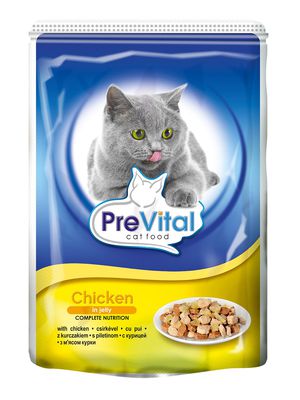 PreVital
cat food
Chicken
in jelly
COMPLETE NUTRITION
with chicken • csirkével • cu pui •
z kurczakiem • s piletinom • с курицей
• з м'ясом курки